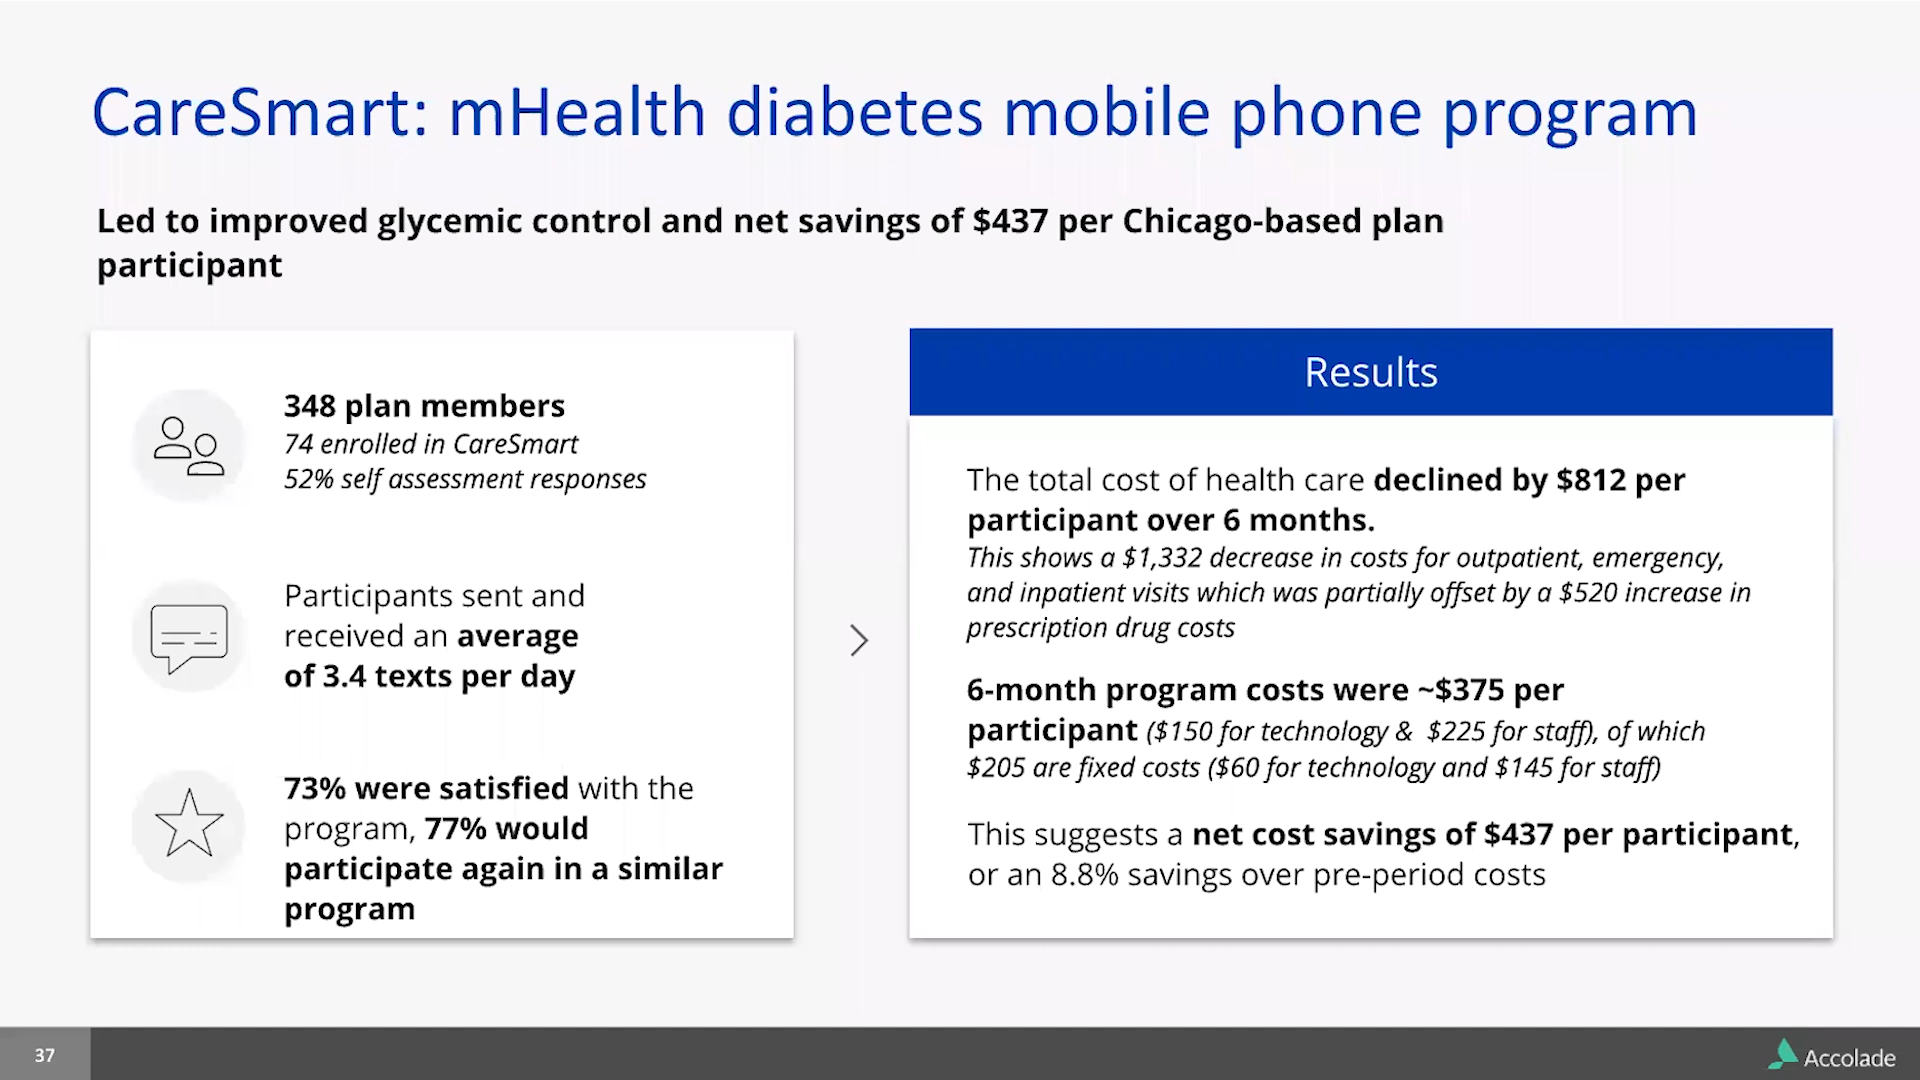 CareSmart: mHealth diabetes mobile phone program
Led to improved glycemic control and net savings of $437 per Chicago-based plan
participant
348 plan members
74 enrolled in CareSmart
52% self assessment responses
Participants sent and
received an average
of 3.4 texts per day
73% were satisfied with the
program, 77% would
participate again in a similar
program
Results
The total cost of health care declined by $812 per
participant over 6 months.
This shows a $1,332 decrease in costs for outpatient, emergency,
and inpatient visits which was partially offset by a $520 increase in
prescription drug costs
6-month program costs were ~$375 per
participant ($150 for technology & $225 for staff), of which
$205 are fixed costs ($60 for technology and $145 for staff)
This suggests a net cost savings of $437 per participant,
or an 8.8% savings over pre-period costs
37
Accolade